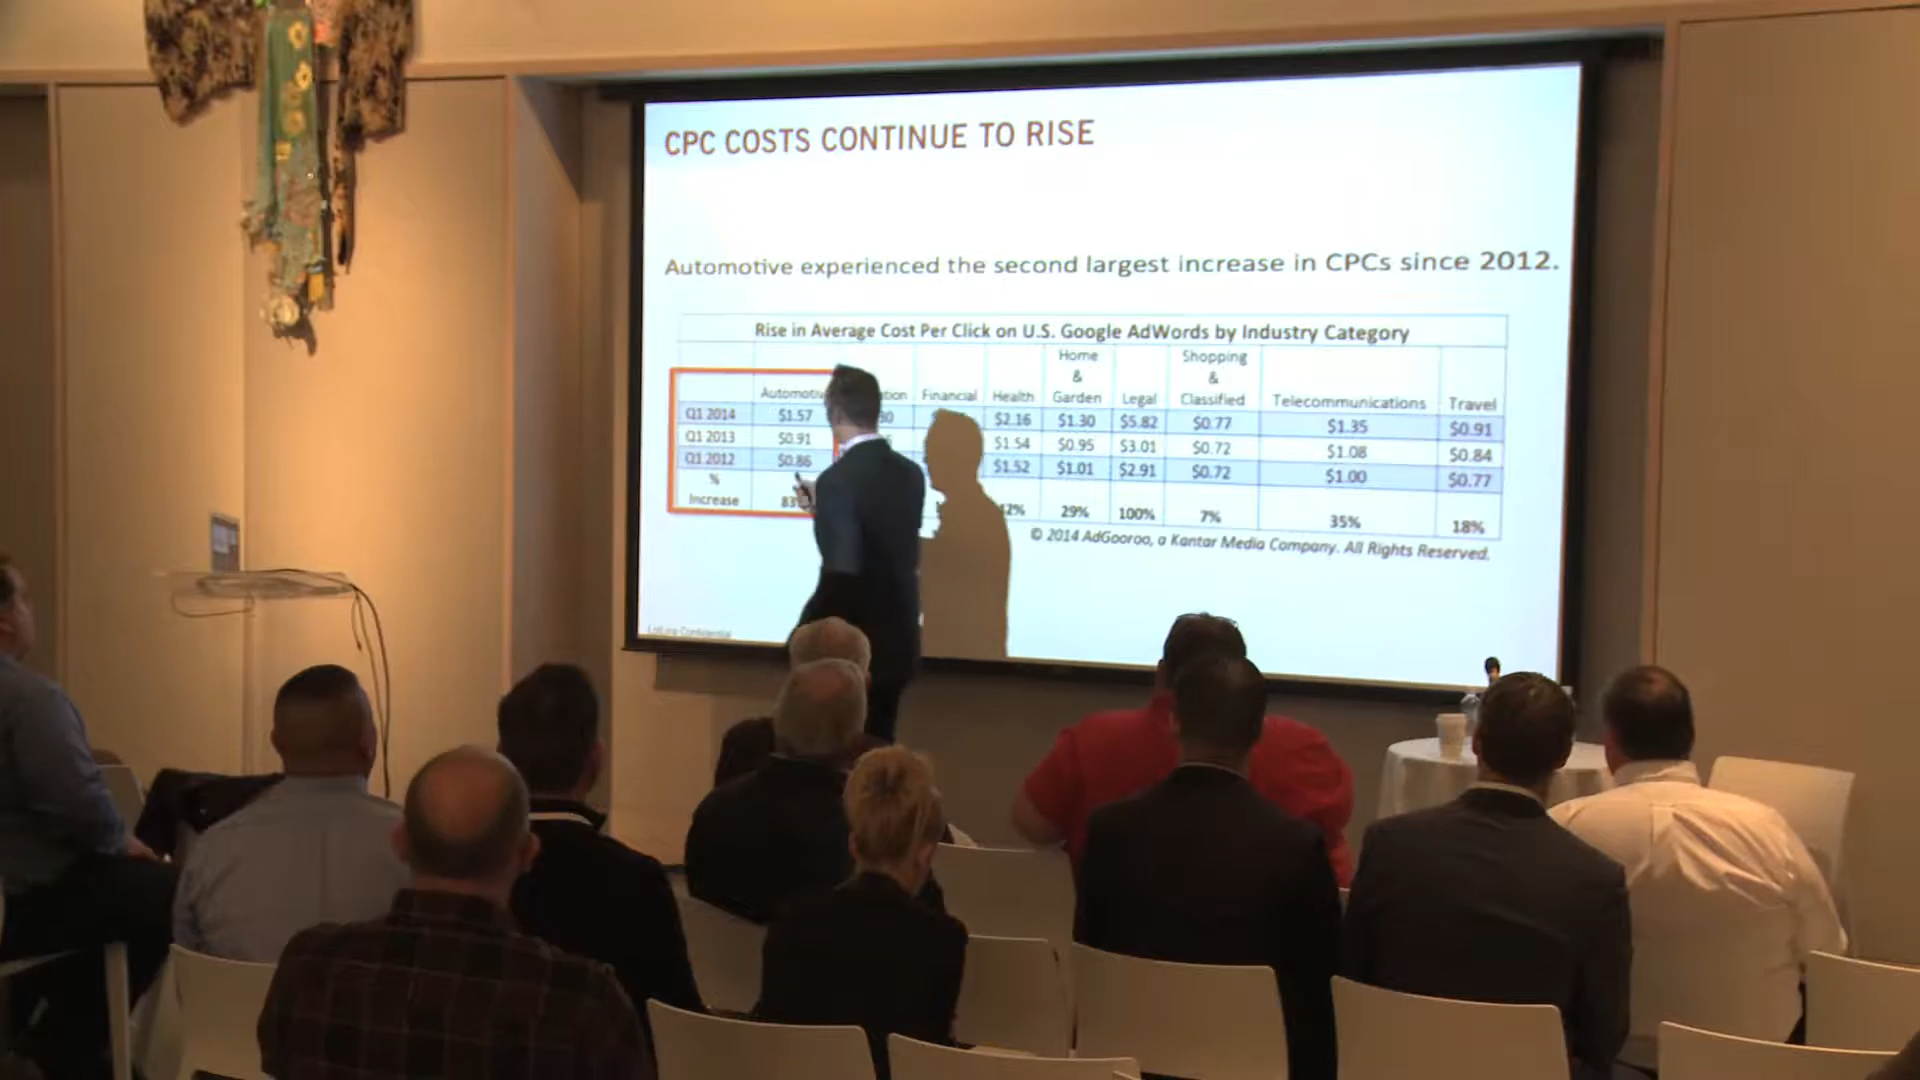 CPC COSTS CONTINUE TO RISE
Automotive experienced the second largest increase in CPCs since 2012.
Rise in Average Cost Per Click on U.S. Google AdWords by Industry Category
Financial Health Home & Garden Legal Shopping & Classified Telecommunications Travel
Q1 2014 $1.57 $2.16 $1.30 $5.82 $0.77 $1.35 $0.91
Q1 2013 $0.91 $1.54 $0.95 $3.01 $0.72 $1.08 $0.84
Q1 2012 $0.86 $1.52 $1.01 $2.91 $0.72 $1.00 $0.77
% Increase 29% 100% 7% 35% 18%
© 2014 AdGooroo, a Kantar Media Company. All Rights Reserved.